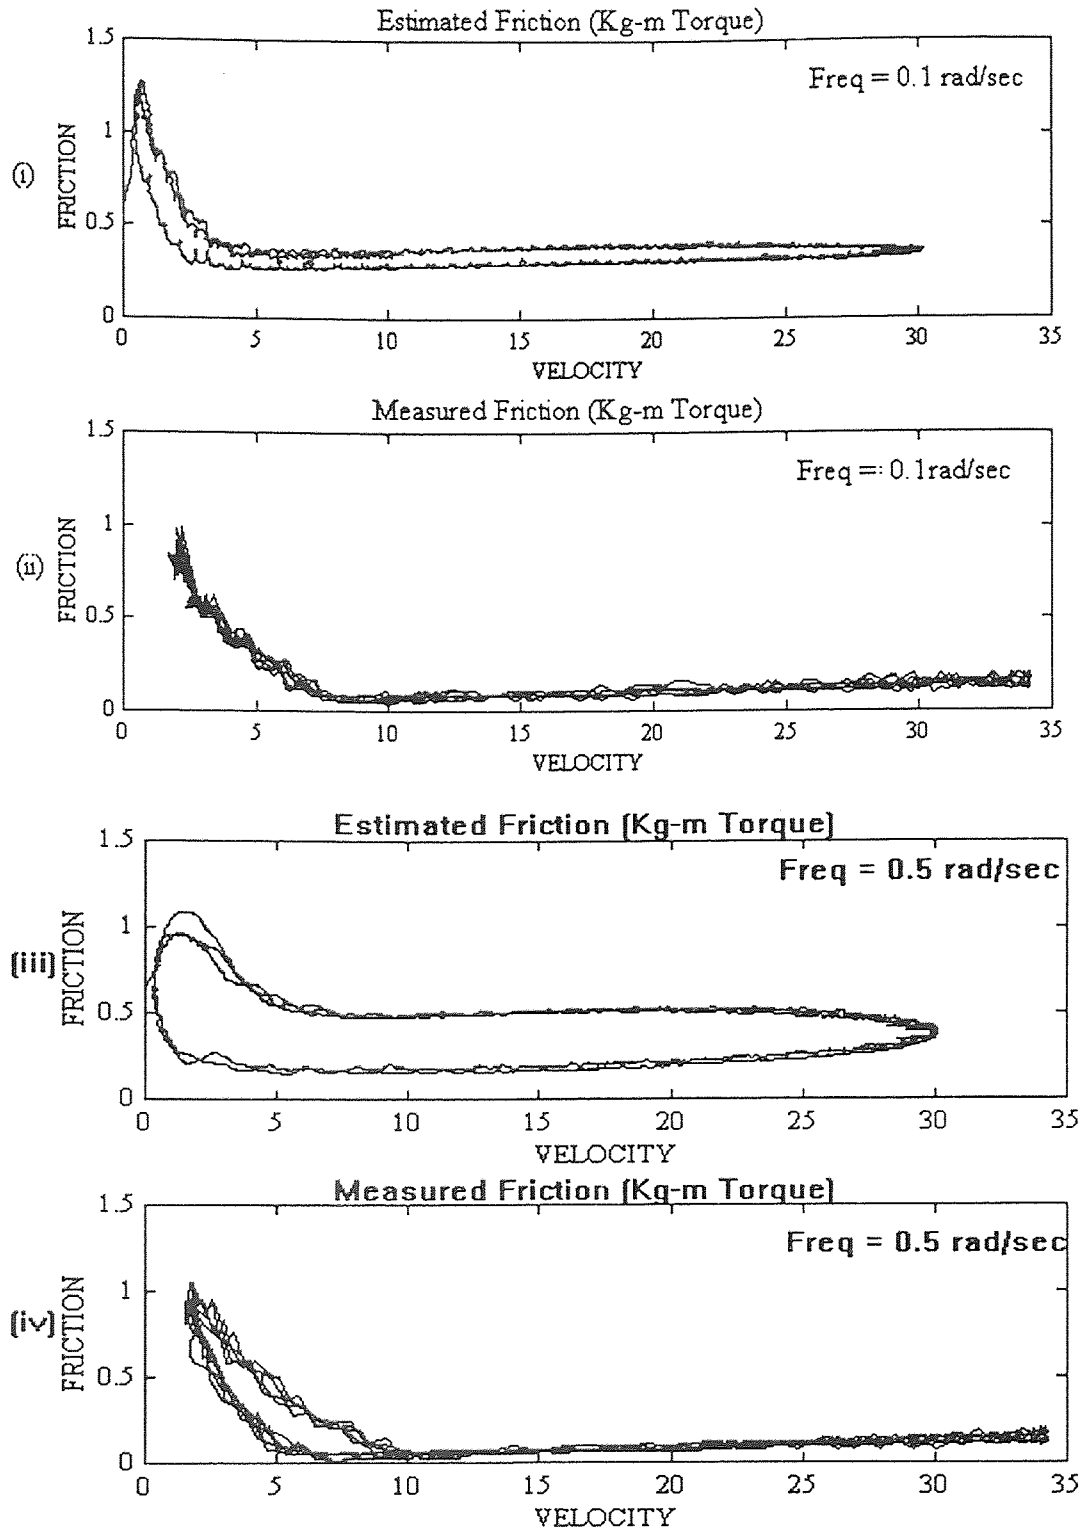 Estimated Friction (Kg-m Torque)
Freq = 0.1 rad/sec
(i)
FRICTION
1.5
1
0.5
0
0 5 10 15 20 25 30 35
VELOCITY
Measured Friction (Kg-m Torque)
Freq =: 0.1rad/sec
(ii)
FRICTION
1.5
1
0.5
0
0 5 10 15 20 25 30 35
VELOCITY
Estimated Friction (Kg-m Torque)
Freq = 0.5 rad/sec
(iii)
FRICTION
1.5
1
0.5
0
0 5 10 15 20 25 30 35
VELOCITY
Measured Friction (Kg-m Torque)
Freq = 0.5 rad/sec
(iv)
FRICTION
1.5
1
0.5
0
0 5 10 15 20 25 30 35
VELOCITY